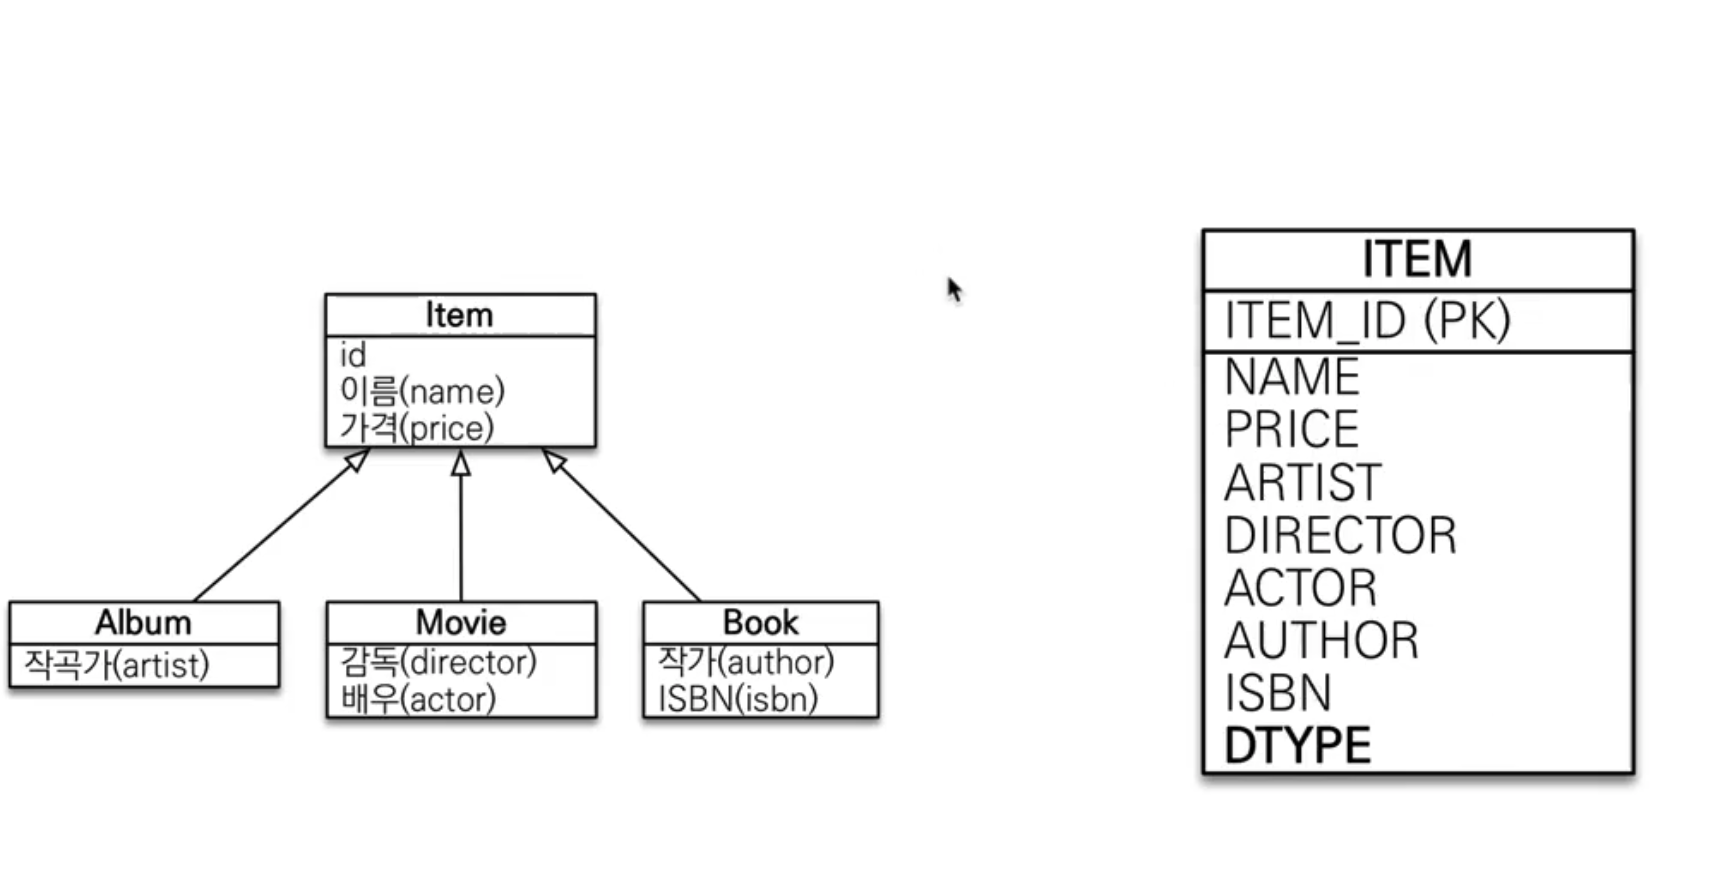 Item
id
이름(name)
가격(price)
Album
작곡가(artist)
Movie
감독(director)
배우(actor)
Book
작가(author)
ISBN(isbn)
ITEM
ITEM_ID (PK)
NAME
PRICE
ARTIST
DIRECTOR
ACTOR
AUTHOR
ISBN
DTYPE